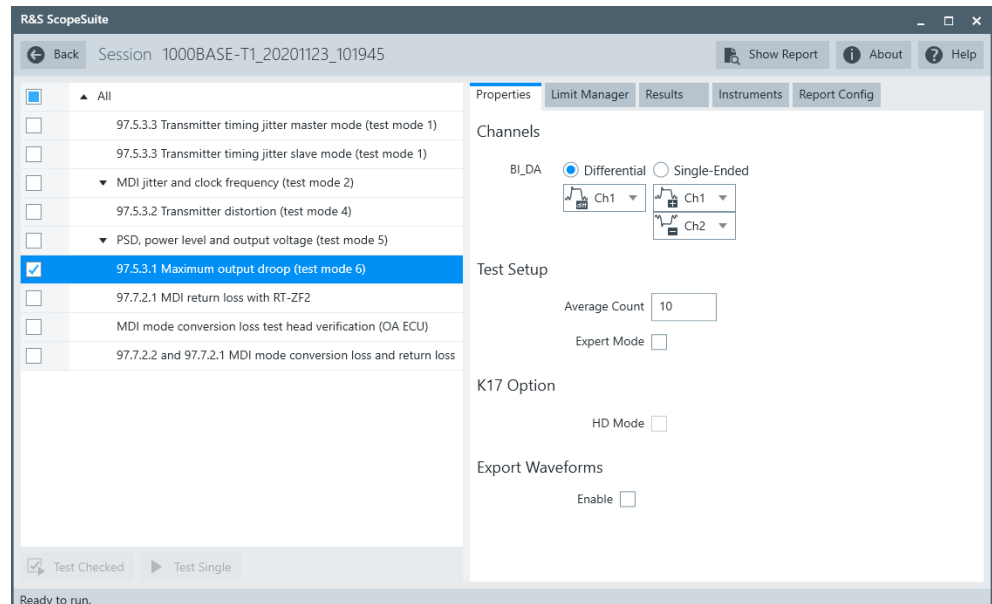 R&S ScopeSuite
Back Session 1000BASE-T1_20201123_101945 Show Report About Help
All
97.5.3.3 Transmitter timing jitter master mode (test mode 1)
97.5.3.3 Transmitter timing jitter slave mode (test mode 1)
MDI jitter and clock frequency (test mode 2)
97.5.3.2 Transmitter distortion (test mode 4)
PSD, power level and output voltage (test mode 5)
97.5.3.1 Maximum output droop (test mode 6)
97.7.2.1 MDI return loss with RT-ZF2
MDI mode conversion loss test head verification (OA ECU)
97.7.2.2 and 97.7.2.1 MDI mode conversion loss and return loss
Properties Limit Manager Results Instruments Report Config
Channels
BI_DA Differential Single-Ended
diff Ch1 Ch1
Ch2
Test Setup
Average Count 10
Expert Mode
K17 Option
HD Mode
Export Waveforms
Enable
Test Checked Test Single
Ready to run.